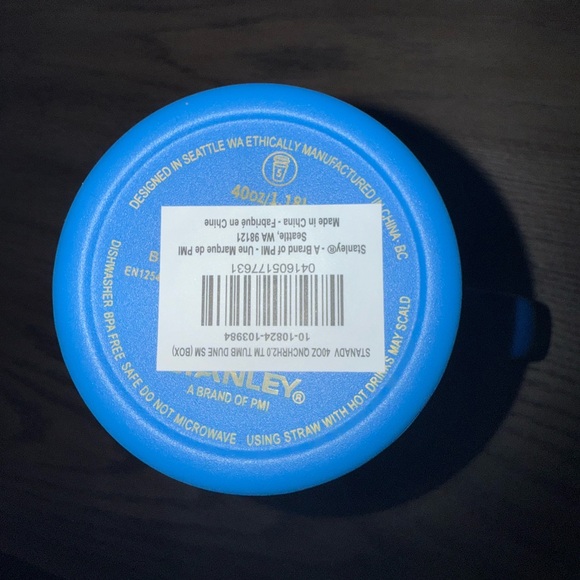 DESIGNED IN SEATTLE WA ETHICALLY MANUFACTURED IN CHINA· BC
5
40oz/1.18L
STANADV 40OZ QNCHRH2.0 TM TUMB DUNE SM (BOX)
10-10824-103984
041605177631
Stanley® - A Brand of PMI - Une Marque de PMI
Seattle, WA 98121
Made in China - Fabriqué en Chine
B
EN1254
STANLEY®
A BRAND OF PMI
DISHWASHER BPA FREE SAFE DO NOT MICROWAVE USING STRAW WITH HOT DRINKS MAY SCALD